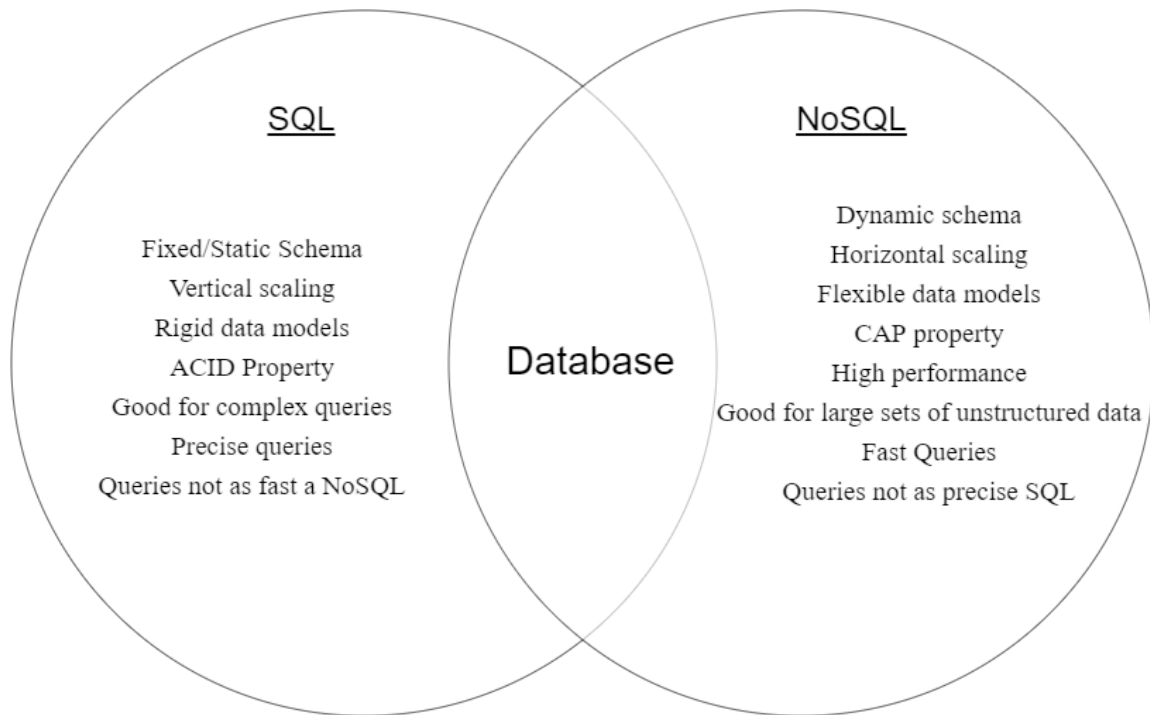 SQL
Fixed/Static Schema
Vertical scaling
Rigid data models
ACID Property
Good for complex queries
Precise queries
Queries not as fast a NoSQL
Database
NoSQL
Dynamic schema
Horizontal scaling
Flexible data models
CAP property
High performance
Good for large sets of unstructured data
Fast Queries
Queries not as precise SQL